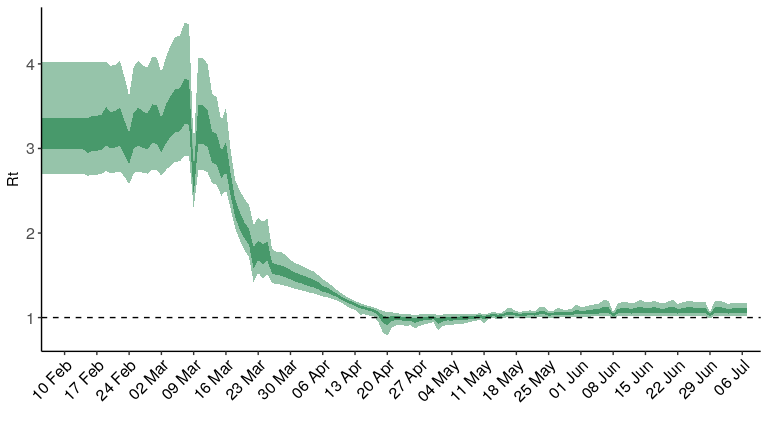 4
3
2
1
Rt
10 Feb
17 Feb
24 Feb
02 Mar
09 Mar
16 Mar
23 Mar
30 Mar
06 Apr
13 Apr
20 Apr
27 Apr
04 May
11 May
18 May
25 May
01 Jun
08 Jun
15 Jun
22 Jun
29 Jun
06 Jul